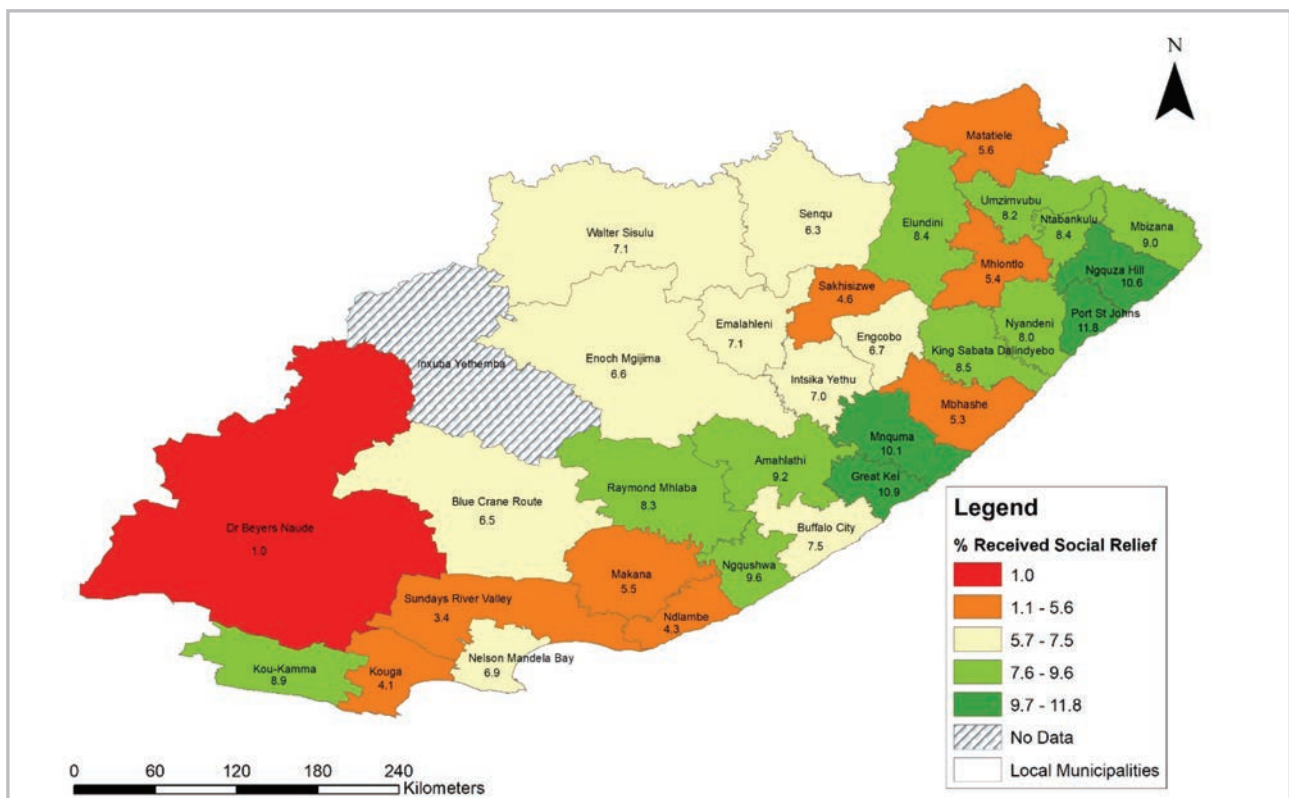 N
Matatiele
5.6
Umzimvubu
8.2
Ntabankulu
8.4
Mbizana
9.0
Elundini
8.4
Senqu
6.3
Walter Sisulu
7.1
Mhlontlo
5.4
Ngquza Hill
10.6
Sakhisizwe
4.6
Port St Johns
11.8
Nyandeni
8.0
Emalahleni
7.1
Engcobo
6.7
King Sabata Dalindyebo
8.5
Inxuba Yethemba
Enoch Mgijima
6.6
Intsika Yethu
7.0
Mbhashe
5.3
Mnquma
10.1
Amahlathi
9.2
Great Kei
10.9
Raymond Mhlaba
8.3
Blue Crane Route
6.5
Buffalo City
7.5
Dr Beyers Naude
1.0
Ngqushwa
9.6
Makana
5.5
Sundays River Valley
3.4
Ndlambe
4.3
Nelson Mandela Bay
6.9
Kou-Kamma
8.9
Kouga
4.1
Legend
% Received Social Relief
1.0
1.1 - 5.6
5.7 - 7.5
7.6 - 9.6
9.7 - 11.8
No Data
Local Municipalities
0 60 120 180 240
Kilometers